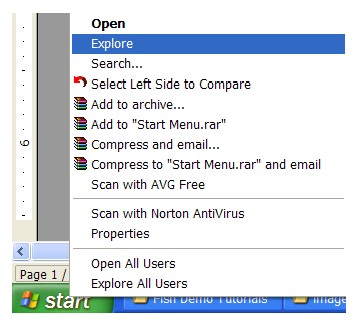 Open
Explore
Search...
Select Left Side to Compare
Add to archive...
Add to "Start Menu.rar"
Compress and email...
Compress to "Start Menu.rar" and email
Scan with AVG Free
6
Scan with Norton AntiVirus
Properties
Open All Users
Page 1 /
Explore All Users
start
Fish Demo Tutorials
Image